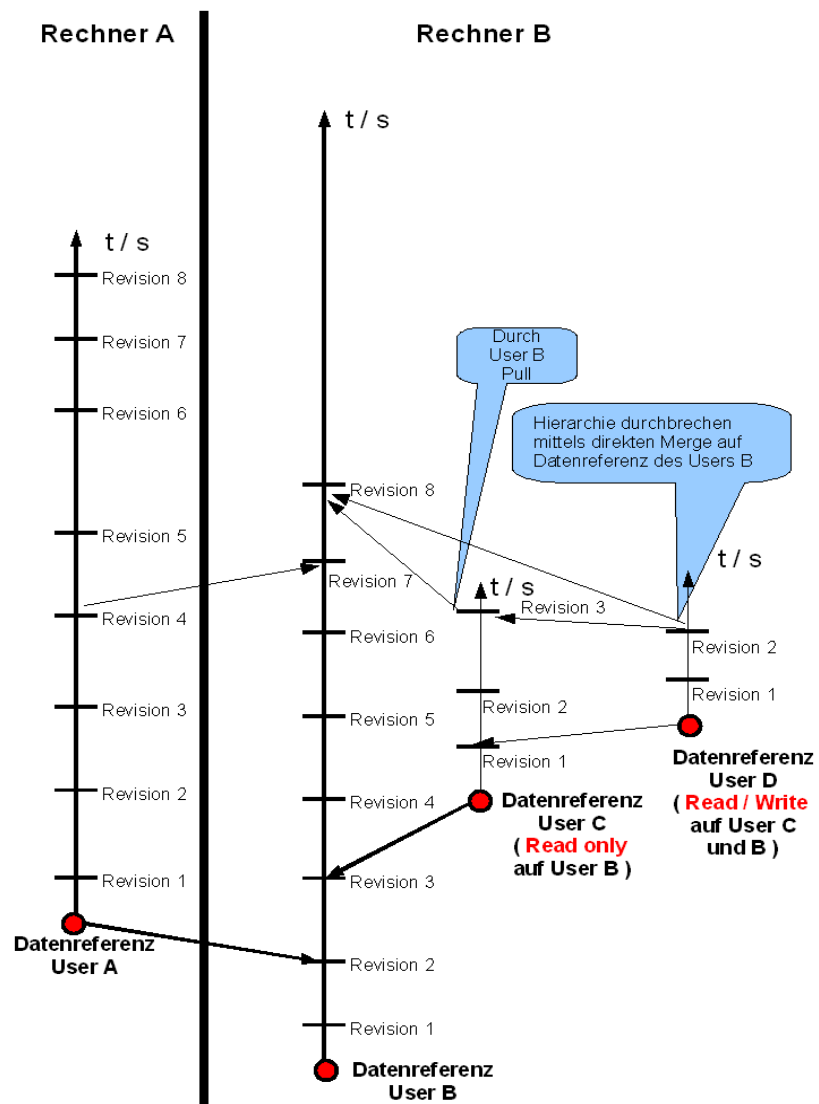 Rechner A
Rechner B
t / s
Revision 8
Revision 7
Revision 6
Revision 5
Revision 4
Revision 3
Revision 2
Revision 1
Datenreferenz
User A
t / s
Revision 8
Revision 7
Revision 6
Revision 5
Revision 4
Revision 3
Revision 2
Revision 1
Datenreferenz
User B
Durch
User B
Pull
t / s
Revision 3
Revision 2
Revision 1
Datenreferenz
User C
( Read only
auf User B )
Hierarchie durchbrechen
mittels direkten Merge auf
Datenreferenz des Users B
t / s
Revision 2
Revision 1
Datenreferenz
User D
( Read / Write
auf User C
und B )